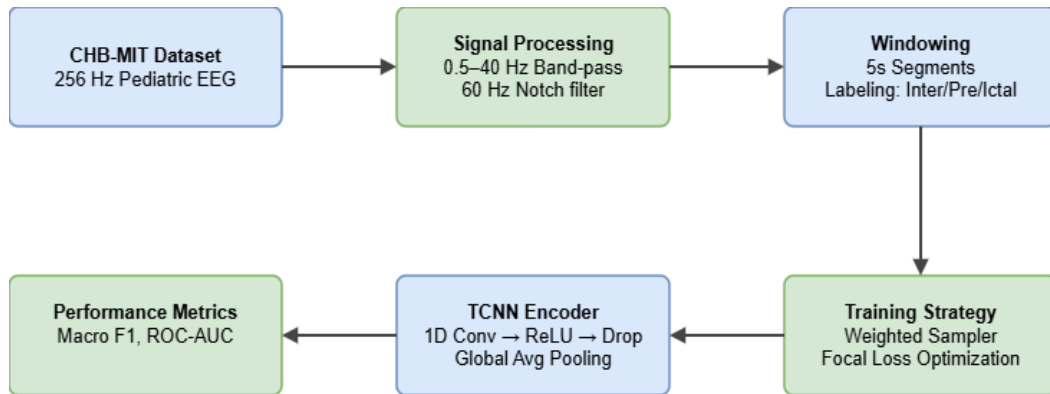 CHB-MIT Dataset
256 Hz Pediatric EEG
Signal Processing
0.5–40 Hz Band-pass
60 Hz Notch filter
Windowing
5s Segments
Labeling: Inter/Pre/Ictal
Performance Metrics
Macro F1, ROC-AUC
TCNN Encoder
1D Conv → ReLU → Drop
Global Avg Pooling
Training Strategy
Weighted Sampler
Focal Loss Optimization